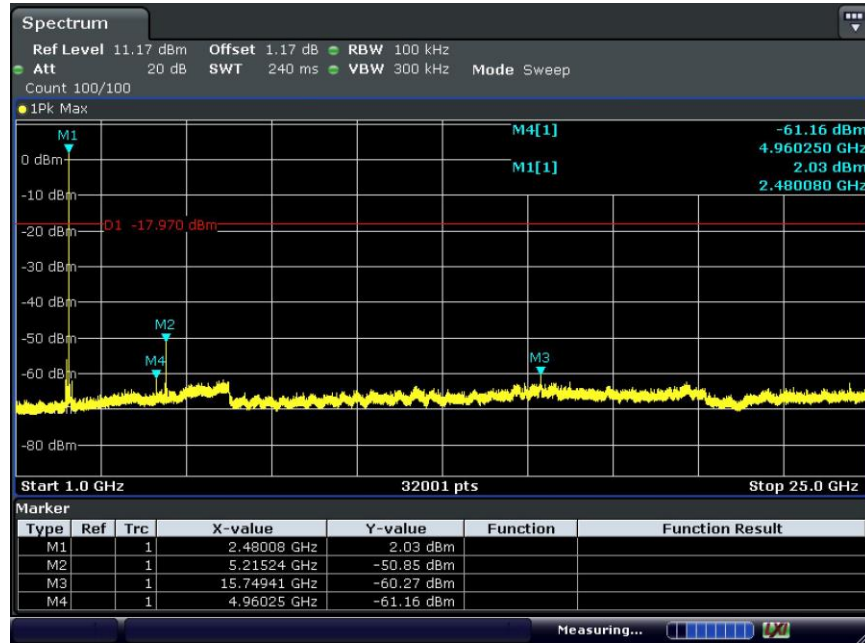 Spectrum
Ref Level 11.17 dBm Offset 1.17 dB RBW 100 kHz
Att 20 dB SWT 240 ms VBW 300 kHz Mode Sweep
Count 100/100
1Pk Max
M1
M4[1] -61.16 dBm
4.960250 GHz
0 dBm
M1[1] 2.03 dBm
2.480080 GHz
-10 dBm
D1 -17.970 dBm
-20 dBm
-30 dBm
-40 dBm
M2
-50 dBm
M4
M3
-60 dBm
-80 dBm
Start 1.0 GHz 32001 pts Stop 25.0 GHz
Marker
Type Ref Trc X-value Y-value Function Function Result
M1 1 2.48008 GHz 2.03 dBm
M2 1 5.21524 GHz -50.85 dBm
M3 1 15.74941 GHz -60.27 dBm
M4 1 4.96025 GHz -61.16 dBm
Measuring... LXI